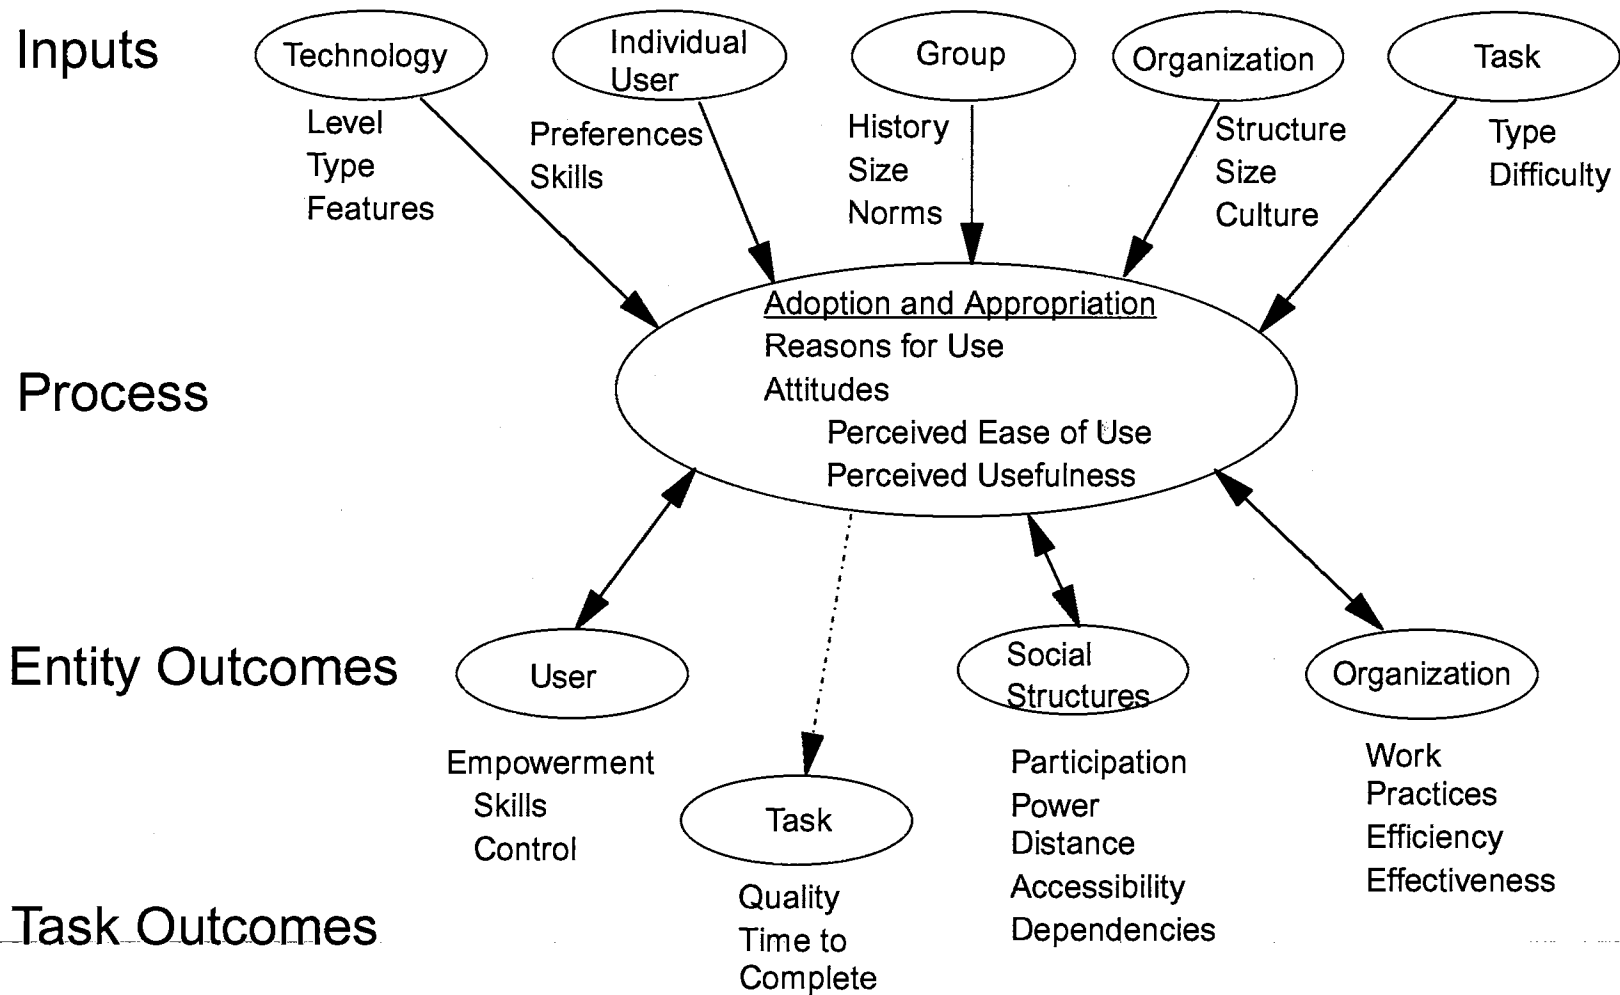 Inputs
Technology
Level
Type
Features
Individual
User
Preferences
Skills
Group
History
Size
Norms
Organization
Structure
Size
Culture
Task
Type
Difficulty
Process
Adoption and Appropriation
Reasons for Use
Attitudes
Perceived Ease of Use
Perceived Usefulness
Entity Outcomes
User
Empowerment
Skills
Control
Social
Structures
Participation
Power
Distance
Accessibility
Dependencies
Organization
Work
Practices
Efficiency
Effectiveness
Task Outcomes
Task
Quality
Time to
Complete